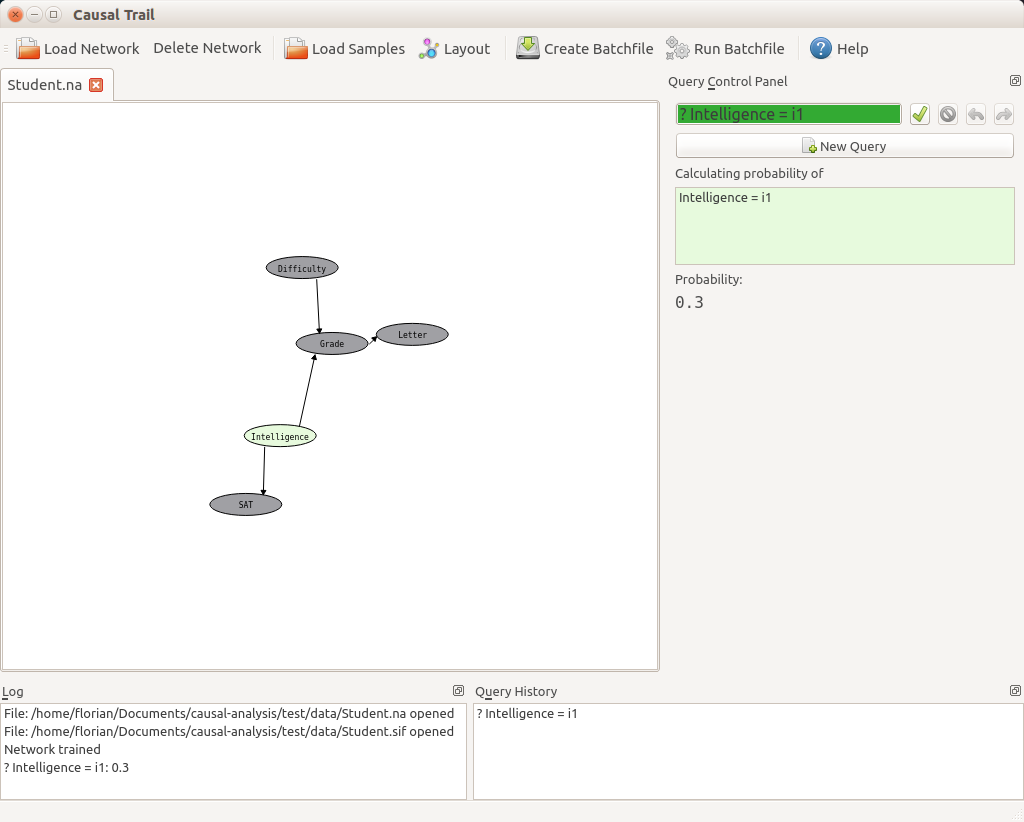 Causal Trail
Load Network Delete Network Load Samples Layout Create Batchfile Run Batchfile ? Help
Student.na
Query Control Panel
? Intelligence = i1
New Query
Calculating probability of
Intelligence = i1
Probability:
0.3
Difficulty
Grade
Letter
Intelligence
SAT
Log
File: /home/florian/Documents/causal-analysis/test/data/Student.na opened
File: /home/florian/Documents/causal-analysis/test/data/Student.sif opened
Network trained
? Intelligence = i1: 0.3
Query History
? Intelligence = i1